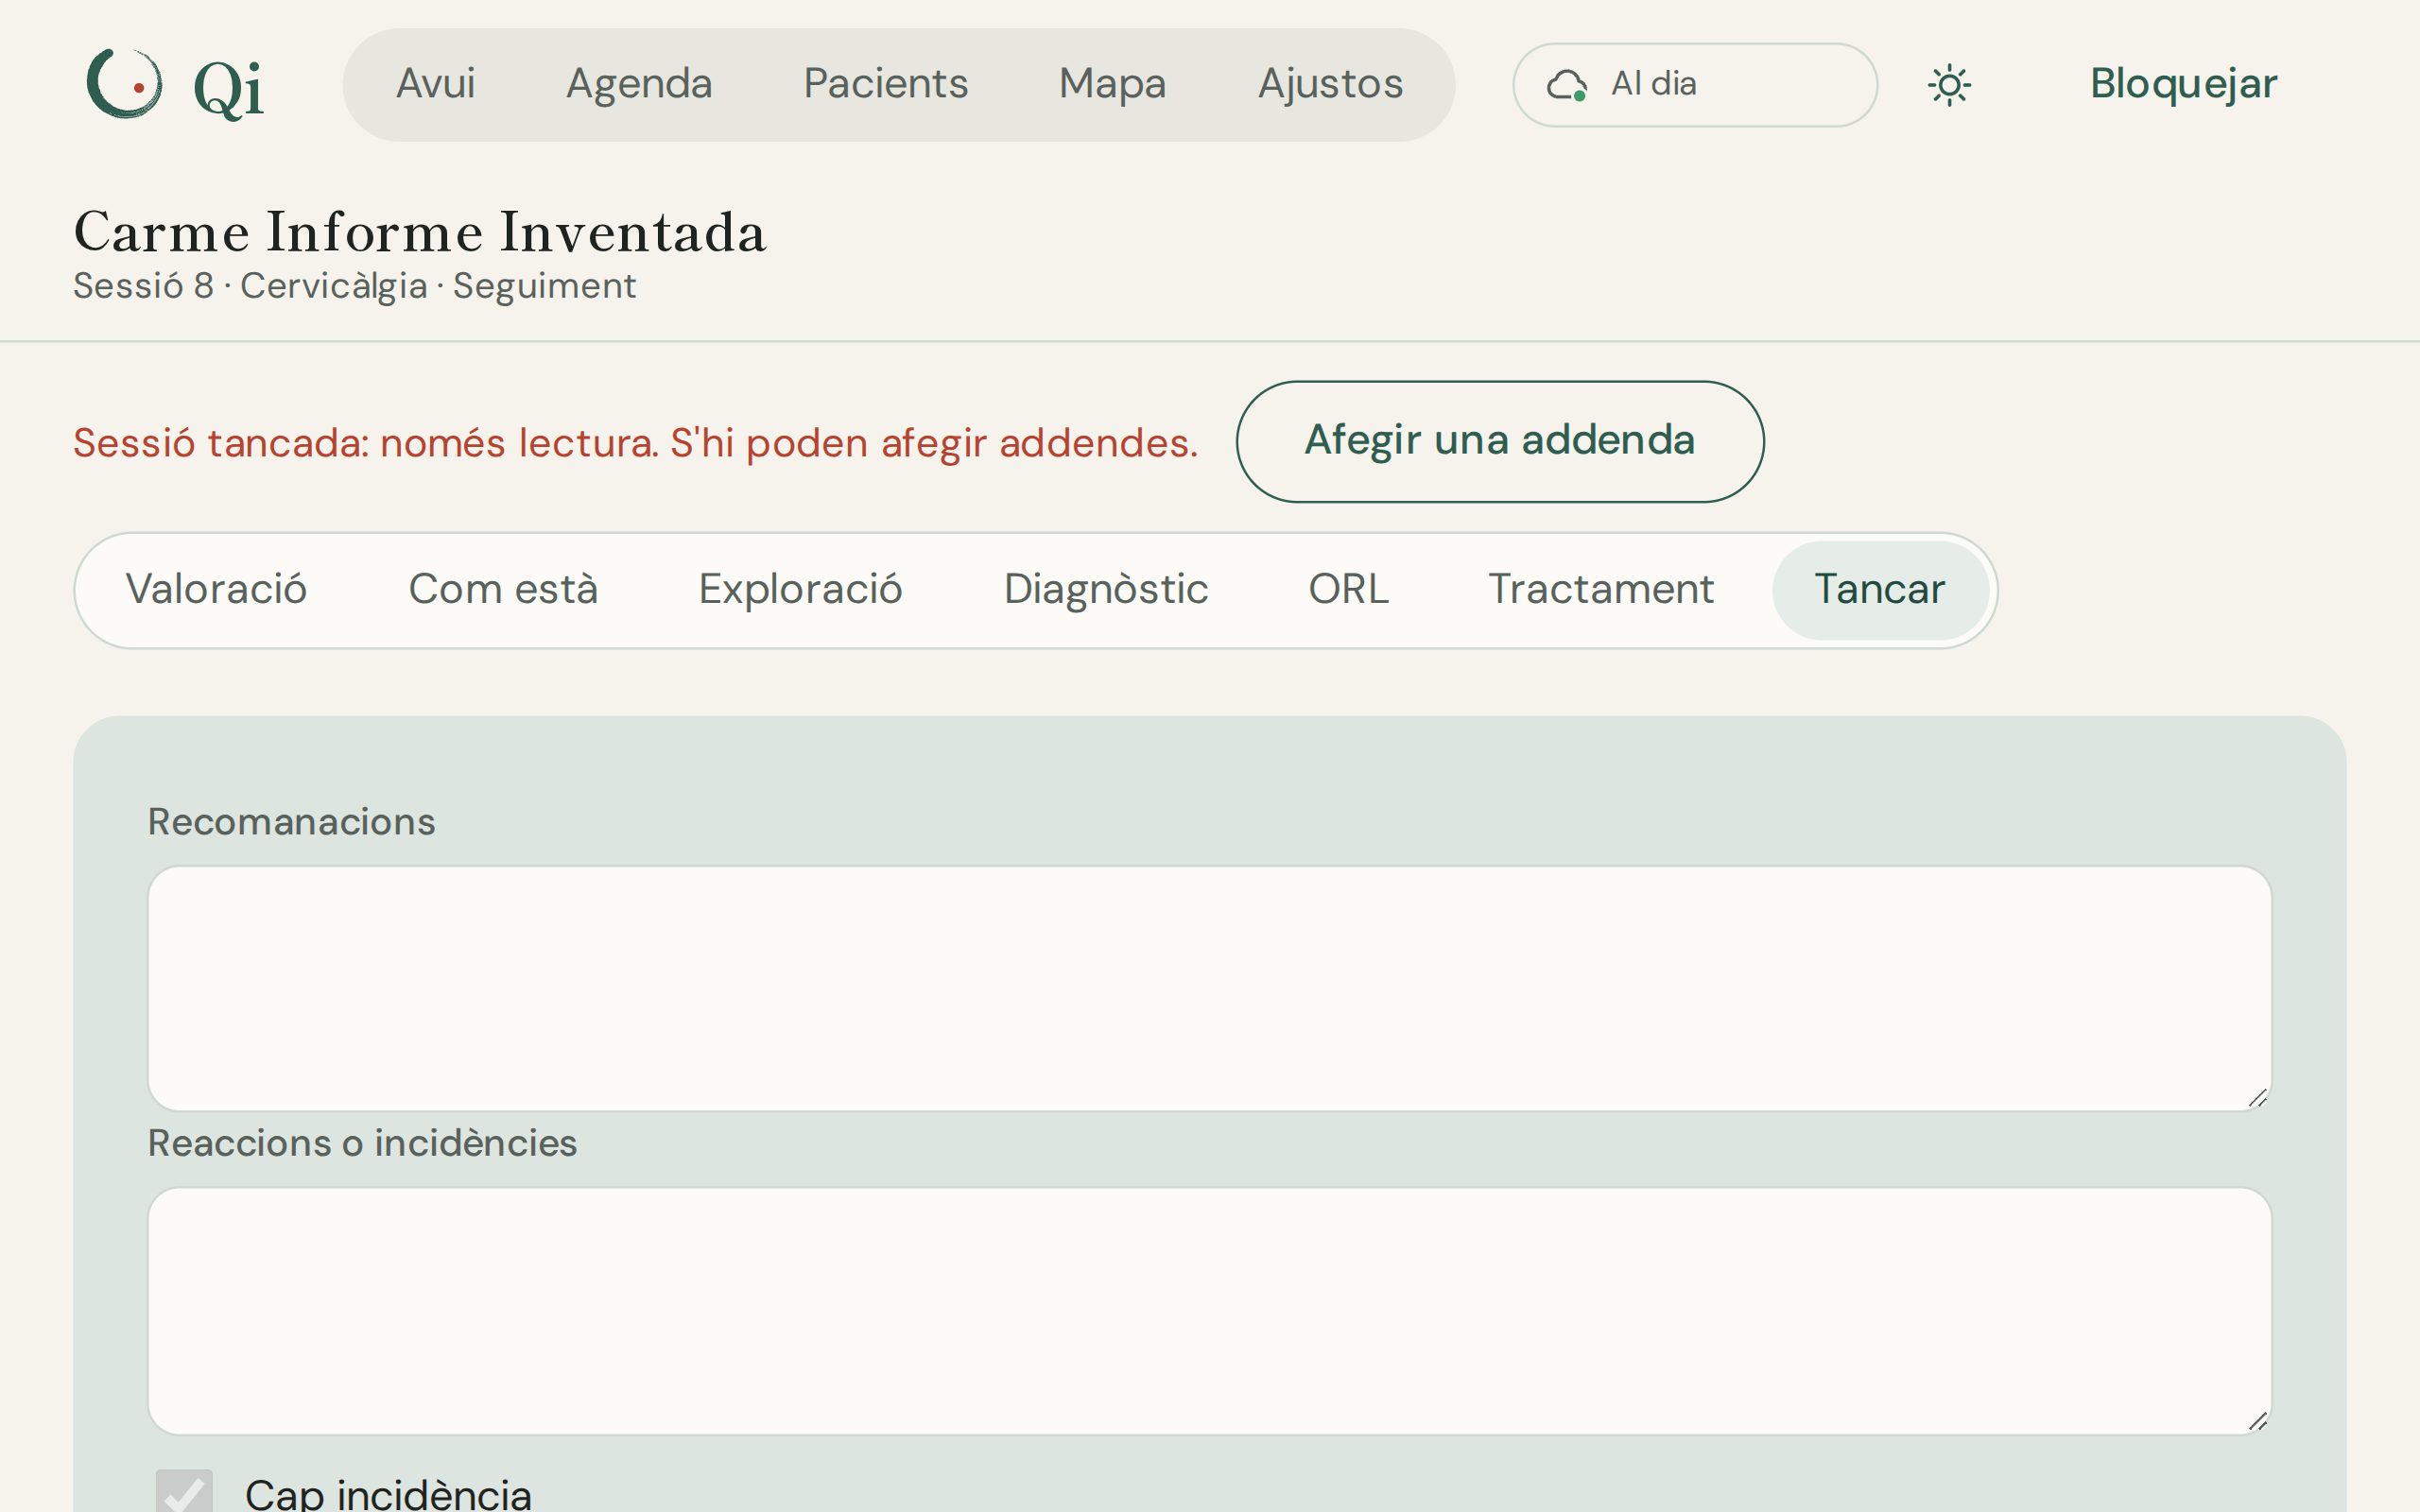 Qi
Avui
Agenda
Pacients
Mapa
Ajustos
Al dia
Bloquejar
Carme Informe Inventada
Sessió 8 · Cervicàlgia · Seguiment
Sessió tancada: només lectura. S'hi poden afegir addendes.
Afegir una addenda
Valoració
Com està
Exploració
Diagnòstic
ORL
Tractament
Tancar
Recomanacions
Reaccions o incidències
Cap incidència